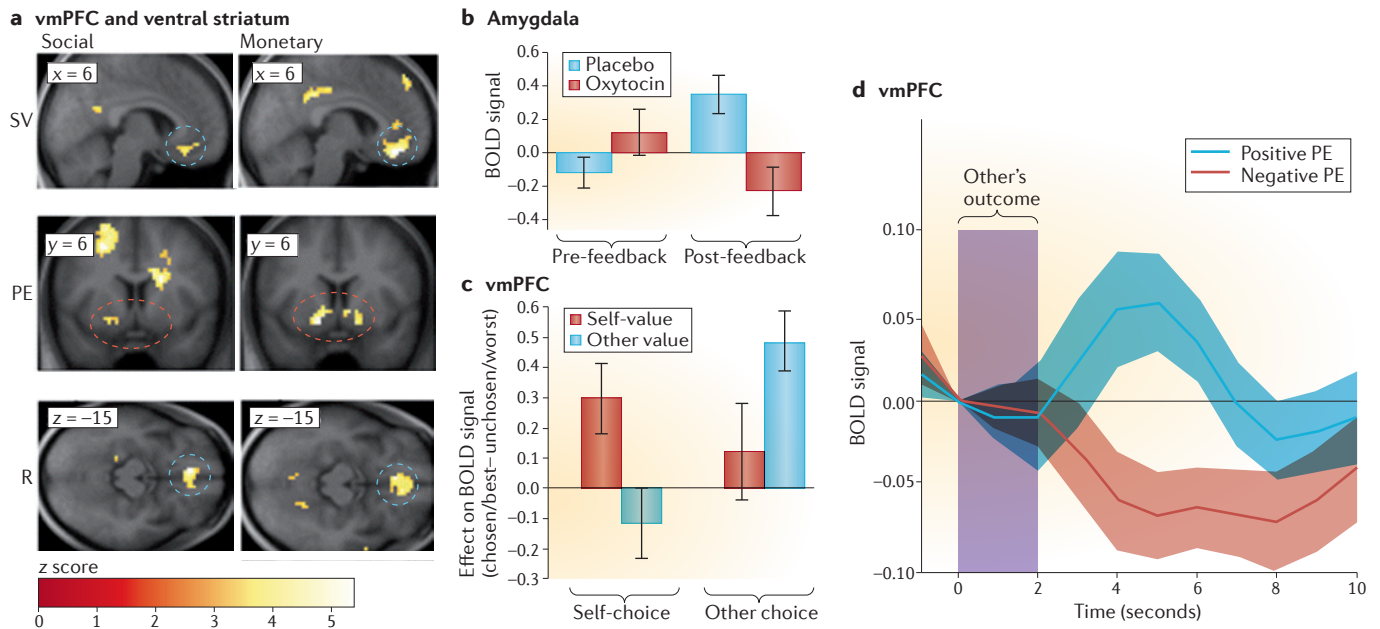 a vmPFC and ventral striatum
Social Monetary
SV
x = 6
x = 6
PE
y = 6
y = 6
R
z = –15
z = –15
z score
0 1 2 3 4 5
b Amygdala
BOLD signal
0.6
0.4
0.2
0.0
–0.2
–0.4
Placebo
Oxytocin
Pre-feedback Post-feedback
c vmPFC
Effect on BOLD signal
(chosen/best–unchosen/worst)
0.6
0.5
0.4
0.3
0.2
0.1
0.0
–0.1
–0.2
–0.3
Self-value
Other value
Self-choice Other choice
d vmPFC
BOLD signal
0.10
0.05
0.00
–0.05
–0.10
Positive PE
Negative PE
Other's
outcome
0 2 4 6 8 10
Time (seconds)